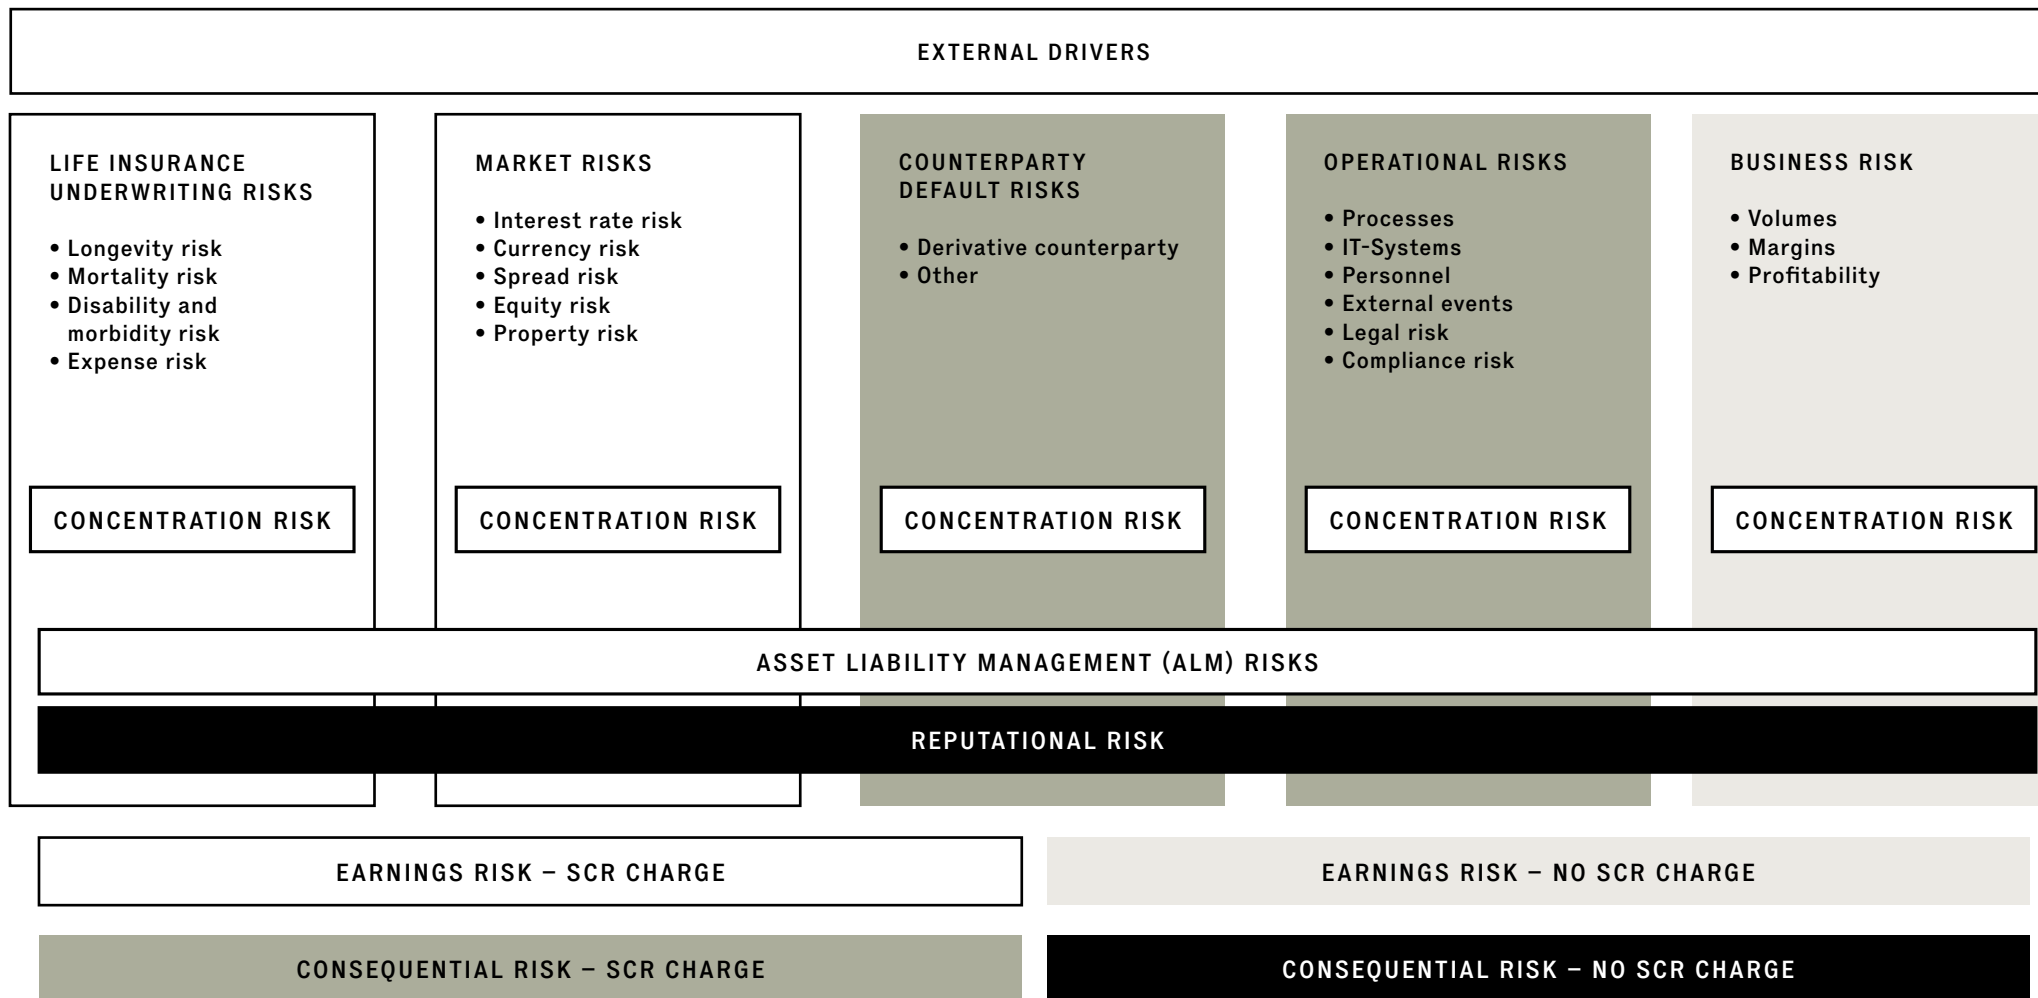 EXTERNAL DRIVERS
LIFE INSURANCE
UNDERWRITING RISKS
• Longevity risk
• Mortality risk
• Disability and
morbidity risk
• Expense risk
CONCENTRATION RISK
MARKET RISKS
• Interest rate risk
• Currency risk
• Spread risk
• Equity risk
• Property risk
CONCENTRATION RISK
COUNTERPARTY
DEFAULT RISKS
• Derivative counterparty
• Other
CONCENTRATION RISK
OPERATIONAL RISKS
• Processes
• IT-Systems
• Personnel
• External events
• Legal risk
• Compliance risk
CONCENTRATION RISK
BUSINESS RISK
• Volumes
• Margins
• Profitability
CONCENTRATION RISK
ASSET LIABILITY MANAGEMENT (ALM) RISKS
REPUTATIONAL RISK
EARNINGS RISK – SCR CHARGE
EARNINGS RISK – NO SCR CHARGE
CONSEQUENTIAL RISK – SCR CHARGE
CONSEQUENTIAL RISK – NO SCR CHARGE